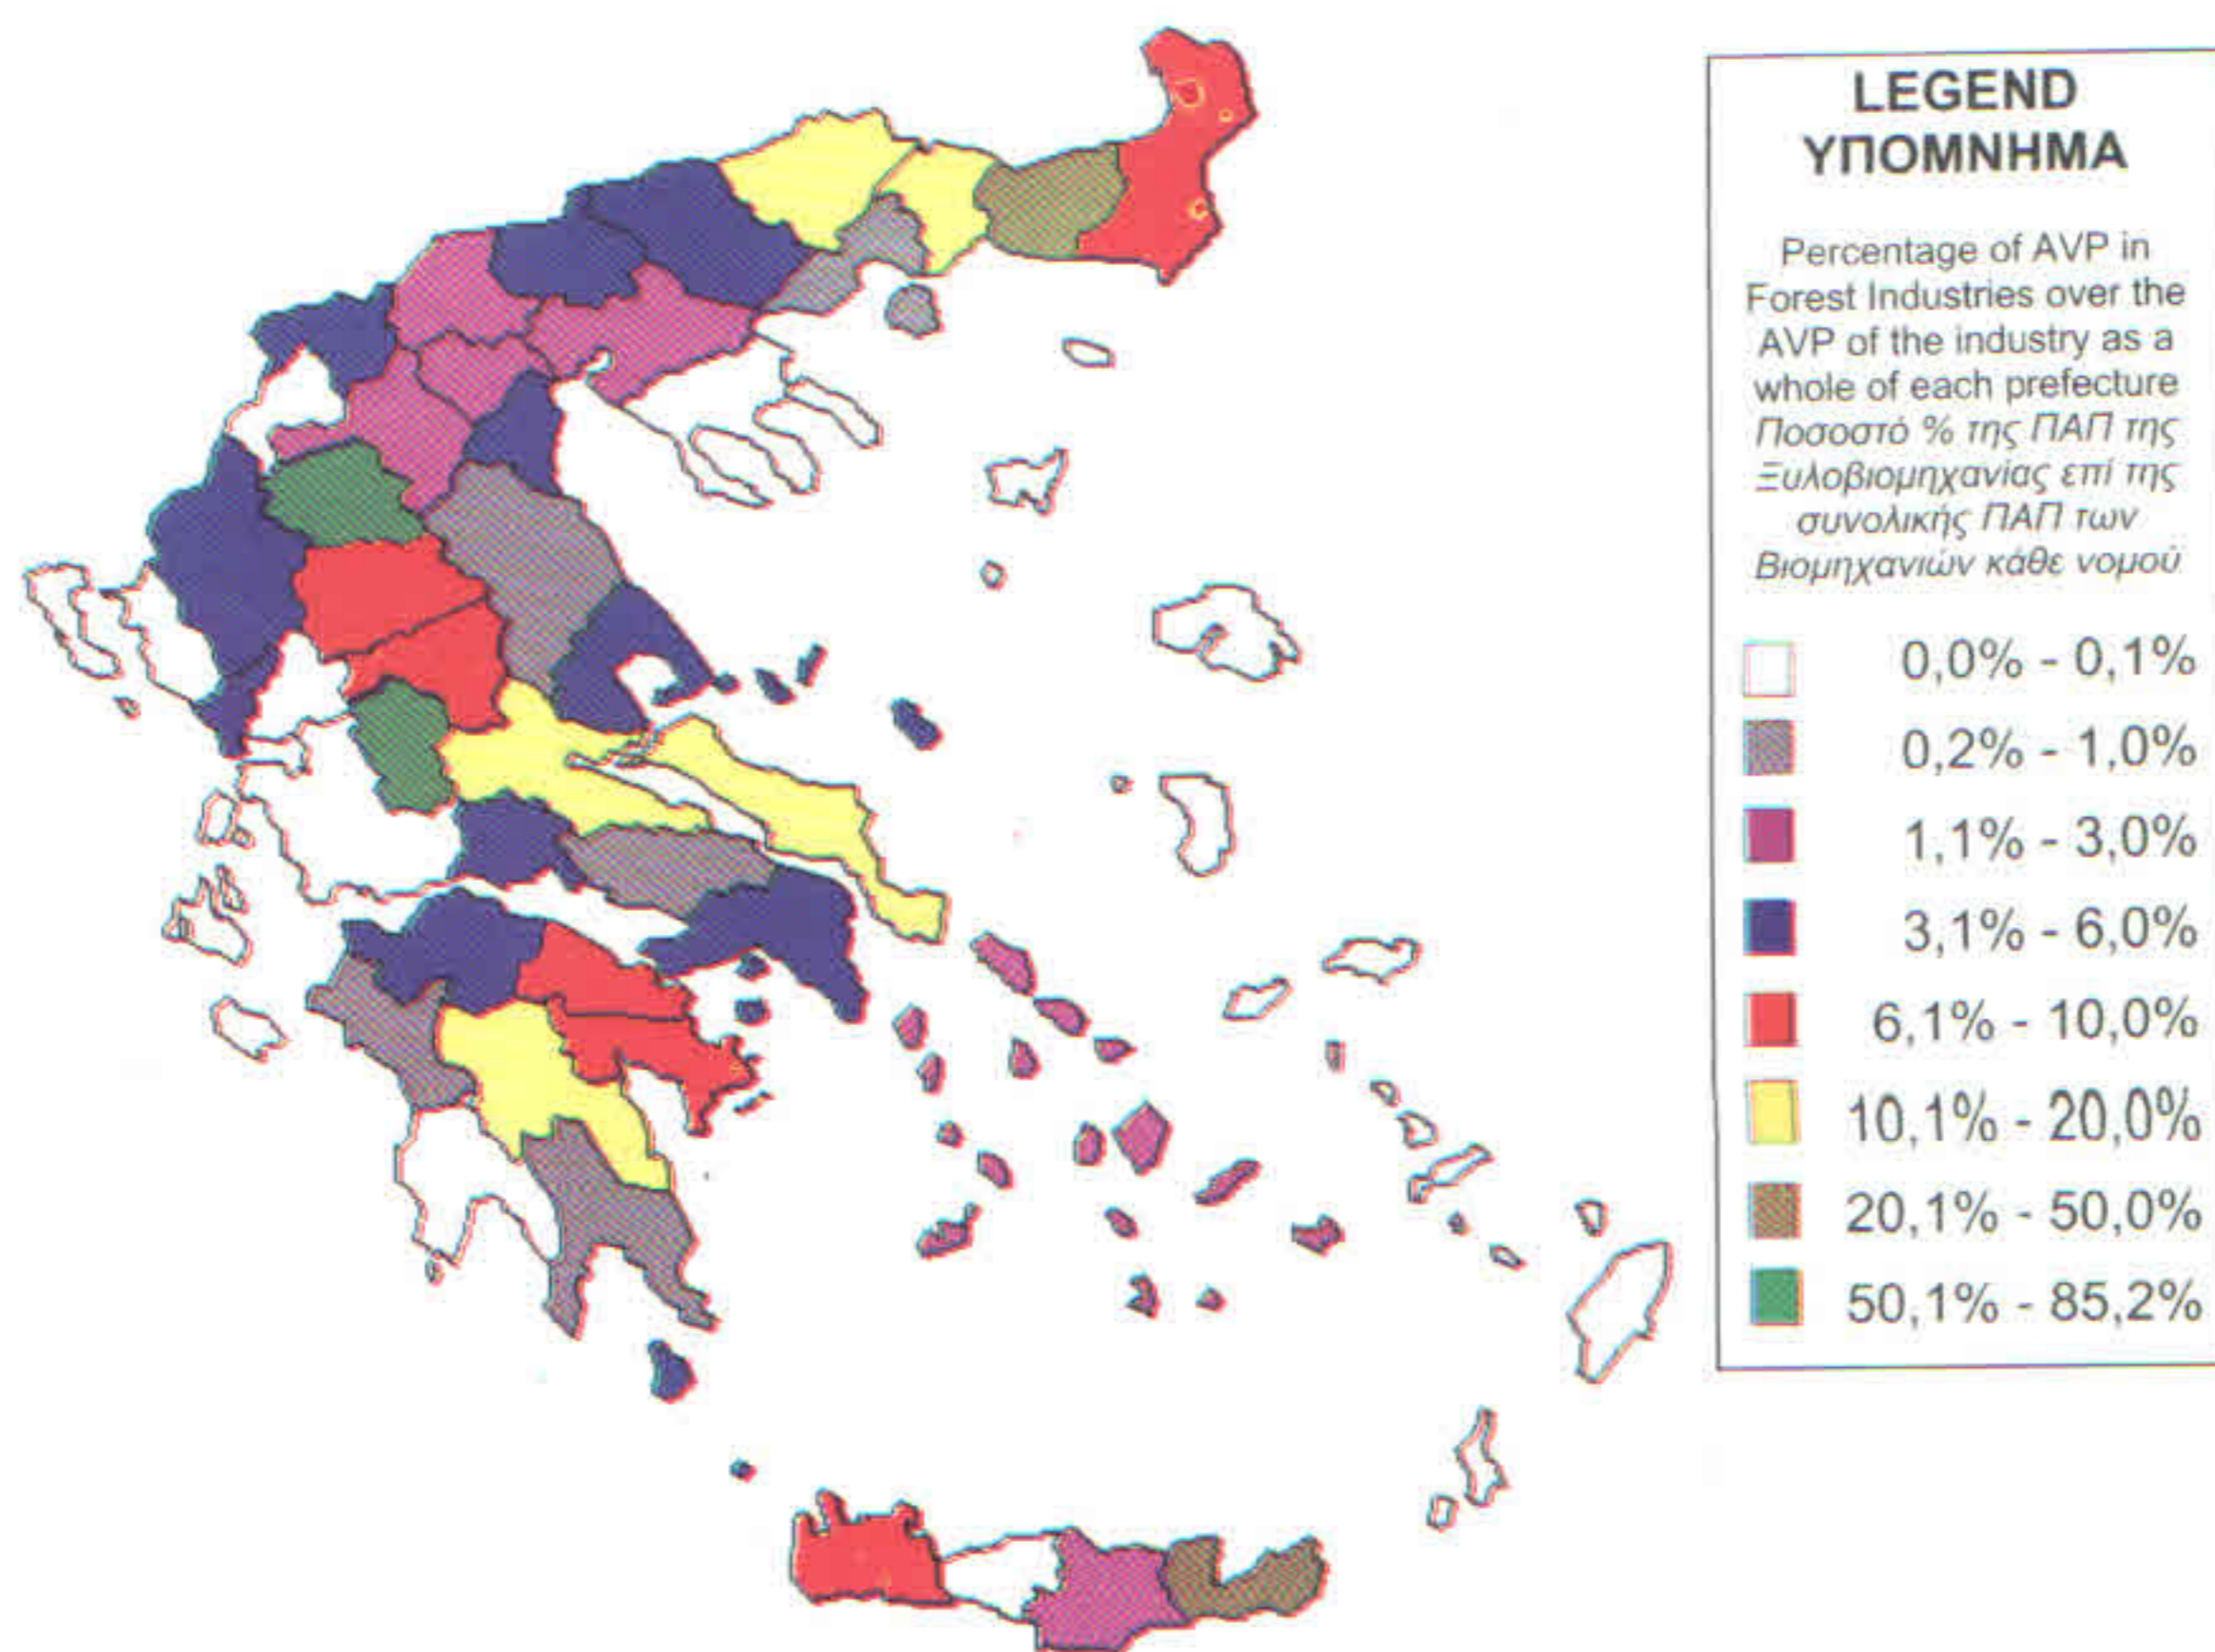 LEGEND
ΥΠΟΜΝΗΜΑ
Percentage of AVP in
Forest Industries over the
AVP of the industry as a
whole of each prefecture
Ποσοστό % της ΠΑΠ της
Ξυλοβιομηχανίας επί της
συνολικής ΠΑΠ των
Βιομηχανιών κάθε νομού
0,0% - 0,1%
0,2% - 1,0%
1,1% - 3,0%
3,1% - 6,0%
6,1% - 10,0%
10,1% - 20,0%
20,1% - 50,0%
50,1% - 85,2%